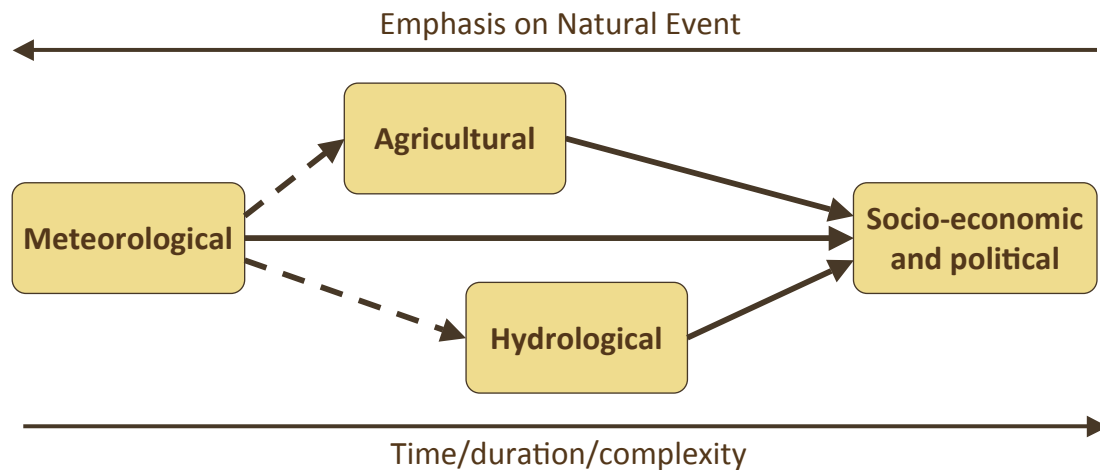 Emphasis on Natural Event
Agricultural
Meteorological
Socio-economic
and political
Hydrological
Time/duration/complexity